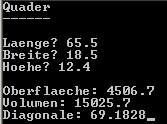 Quader
------
Laenge? 65.5
Breite? 18.5
Hoehe? 12.4
Oberflaeche: 4506.7
Volumen: 15025.7
Diagonale: 69.1828